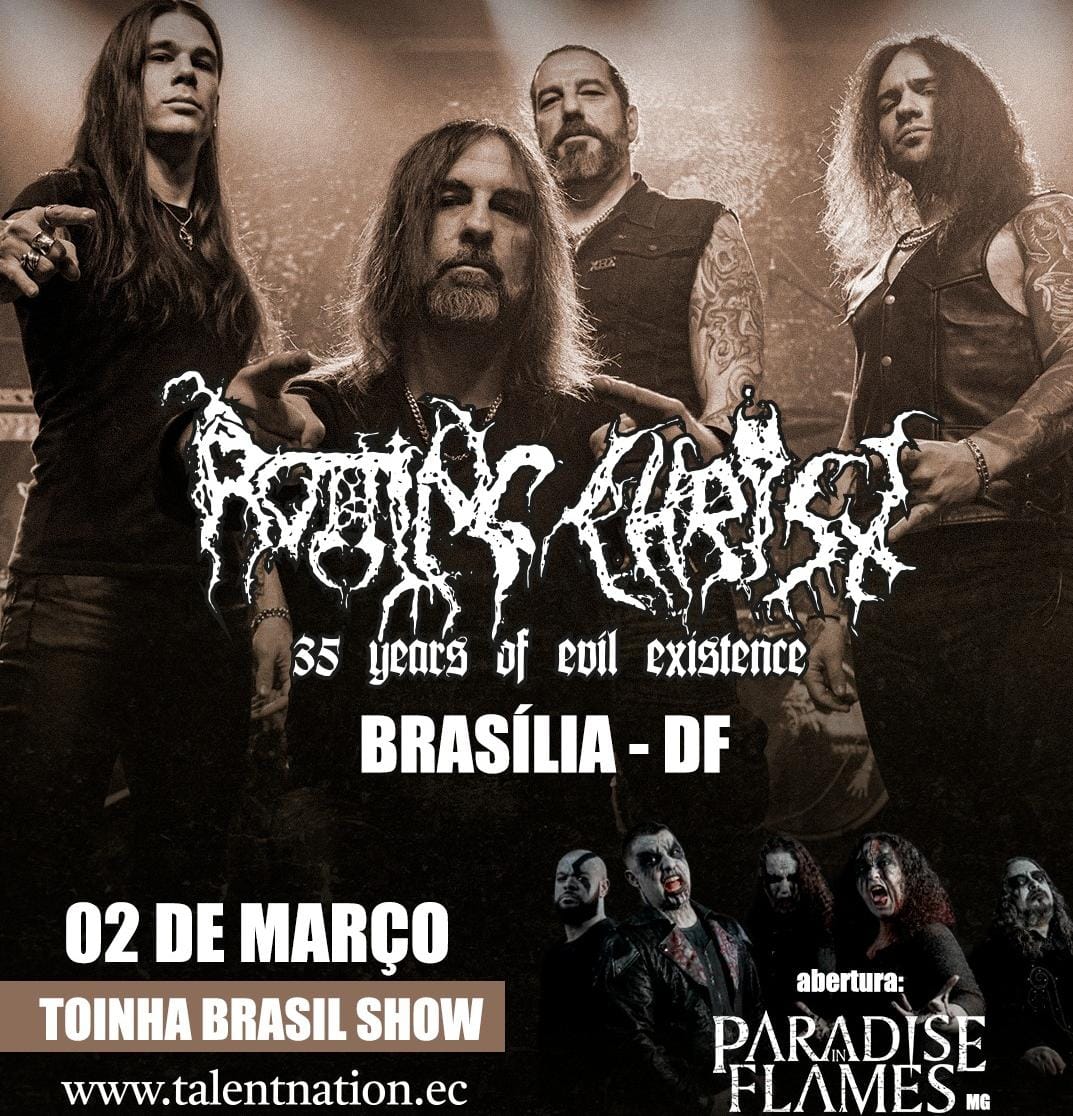 ROTTING CHRIST
35 years of evil existence
BRASÍLIA - DF
02 DE MARÇO
TOINHA BRASIL SHOW
www.talentnation.ec
abertura:
PARADISE
IN
FLAMES MG